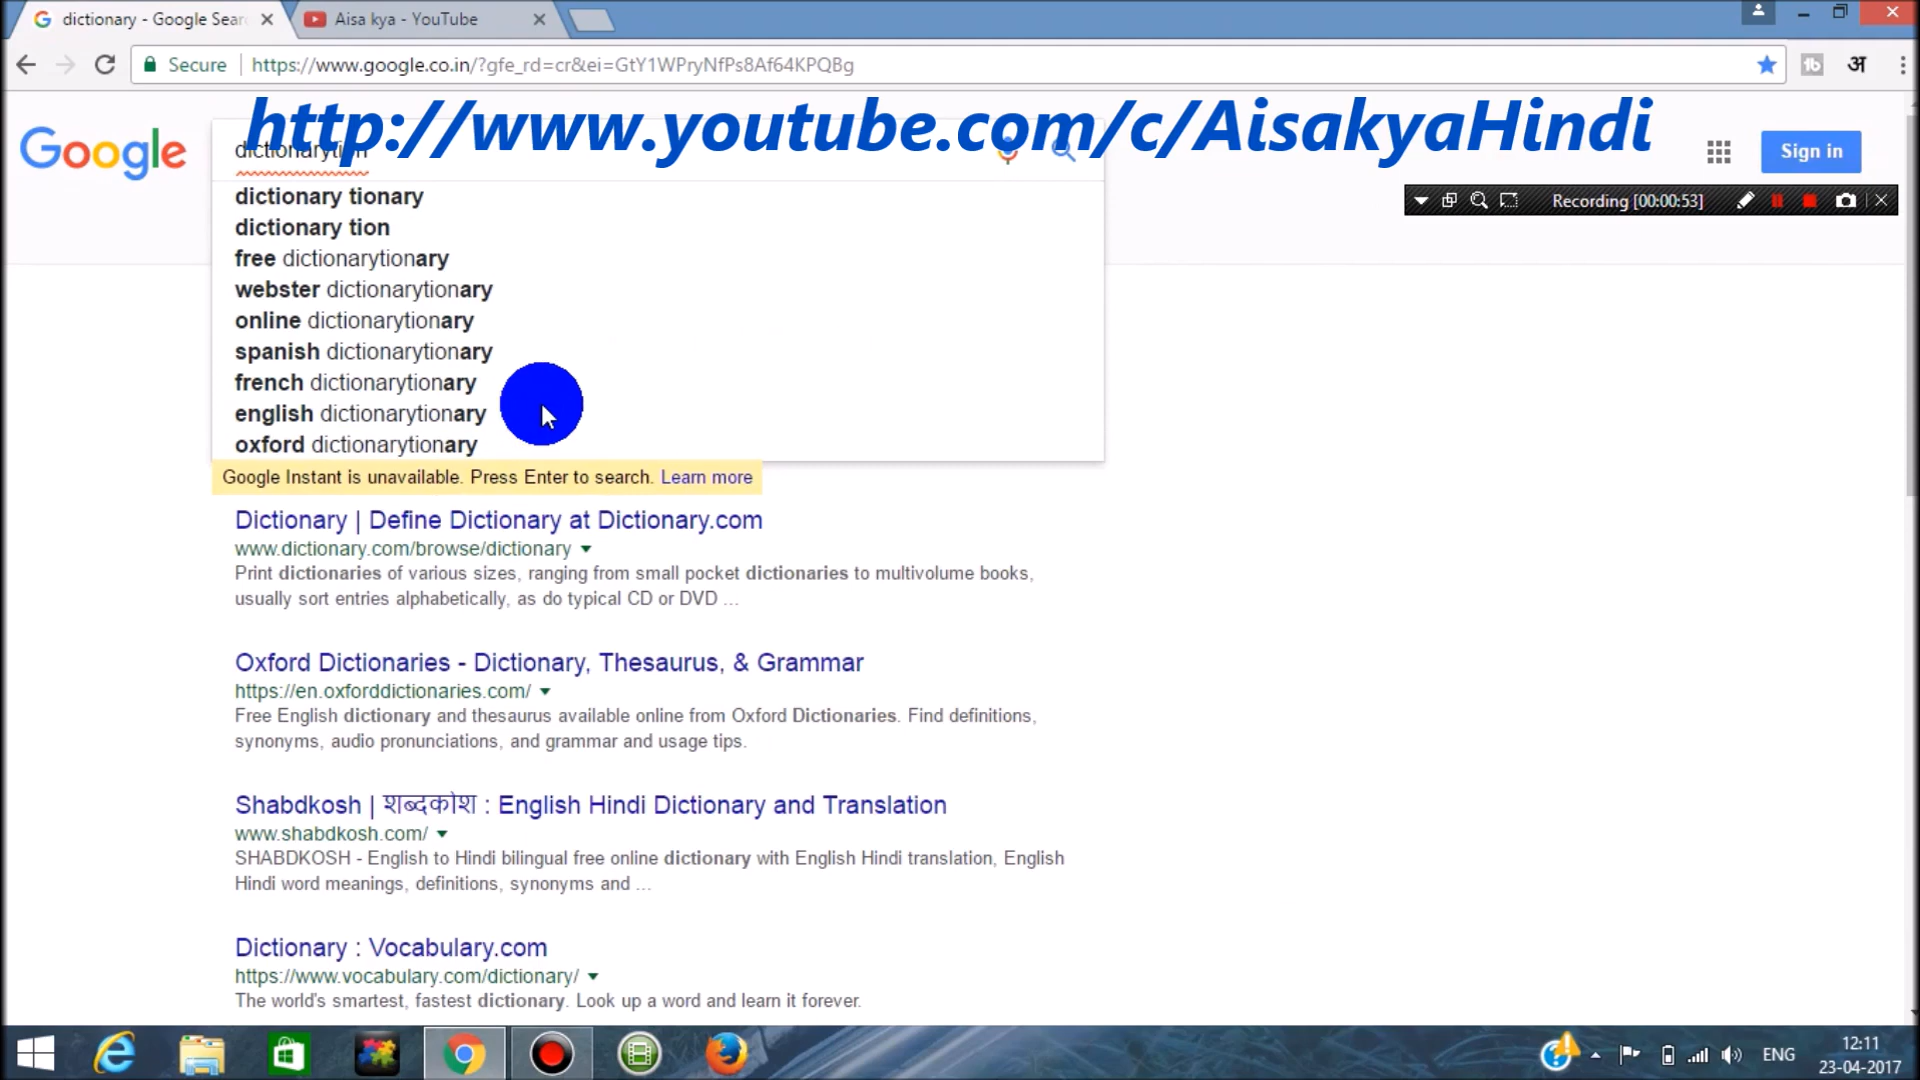 dictionary - Google Sear
Aisa kya - YouTube
Secure
https://www.google.co.in/?gfe_rd=cr&ei=GtY1WPryNfPs8Af64KPQBg
अ
http://www.youtube.com/c/AisakyaHindi
Google
dictionarytion
Sign in
Recording [00:00:53]
dictionary tionary
dictionary tion
free dictionarytionary
webster dictionarytionary
online dictionarytionary
spanish dictionarytionary
french dictionarytionary
english dictionarytionary
oxford dictionarytionary
Google Instant is unavailable. Press Enter to search. Learn more
Dictionary | Define Dictionary at Dictionary.com
www.dictionary.com/browse/dictionary
Print dictionaries of various sizes, ranging from small pocket dictionaries to multivolume books,
usually sort entries alphabetically, as do typical CD or DVD ...
Oxford Dictionaries - Dictionary, Thesaurus, & Grammar
https://en.oxforddictionaries.com/
Free English dictionary and thesaurus available online from Oxford Dictionaries. Find definitions,
synonyms, audio pronunciations, and grammar and usage tips.
Shabdkosh | शब्दकोश : English Hindi Dictionary and Translation
www.shabdkosh.com/
SHABDKOSH - English to Hindi bilingual free online dictionary with English Hindi translation, English
Hindi word meanings, definitions, synonyms and ...
Dictionary : Vocabulary.com
https://www.vocabulary.com/dictionary/
The world's smartest, fastest dictionary. Look up a word and learn it forever.
ENG
12:11
23-04-2017